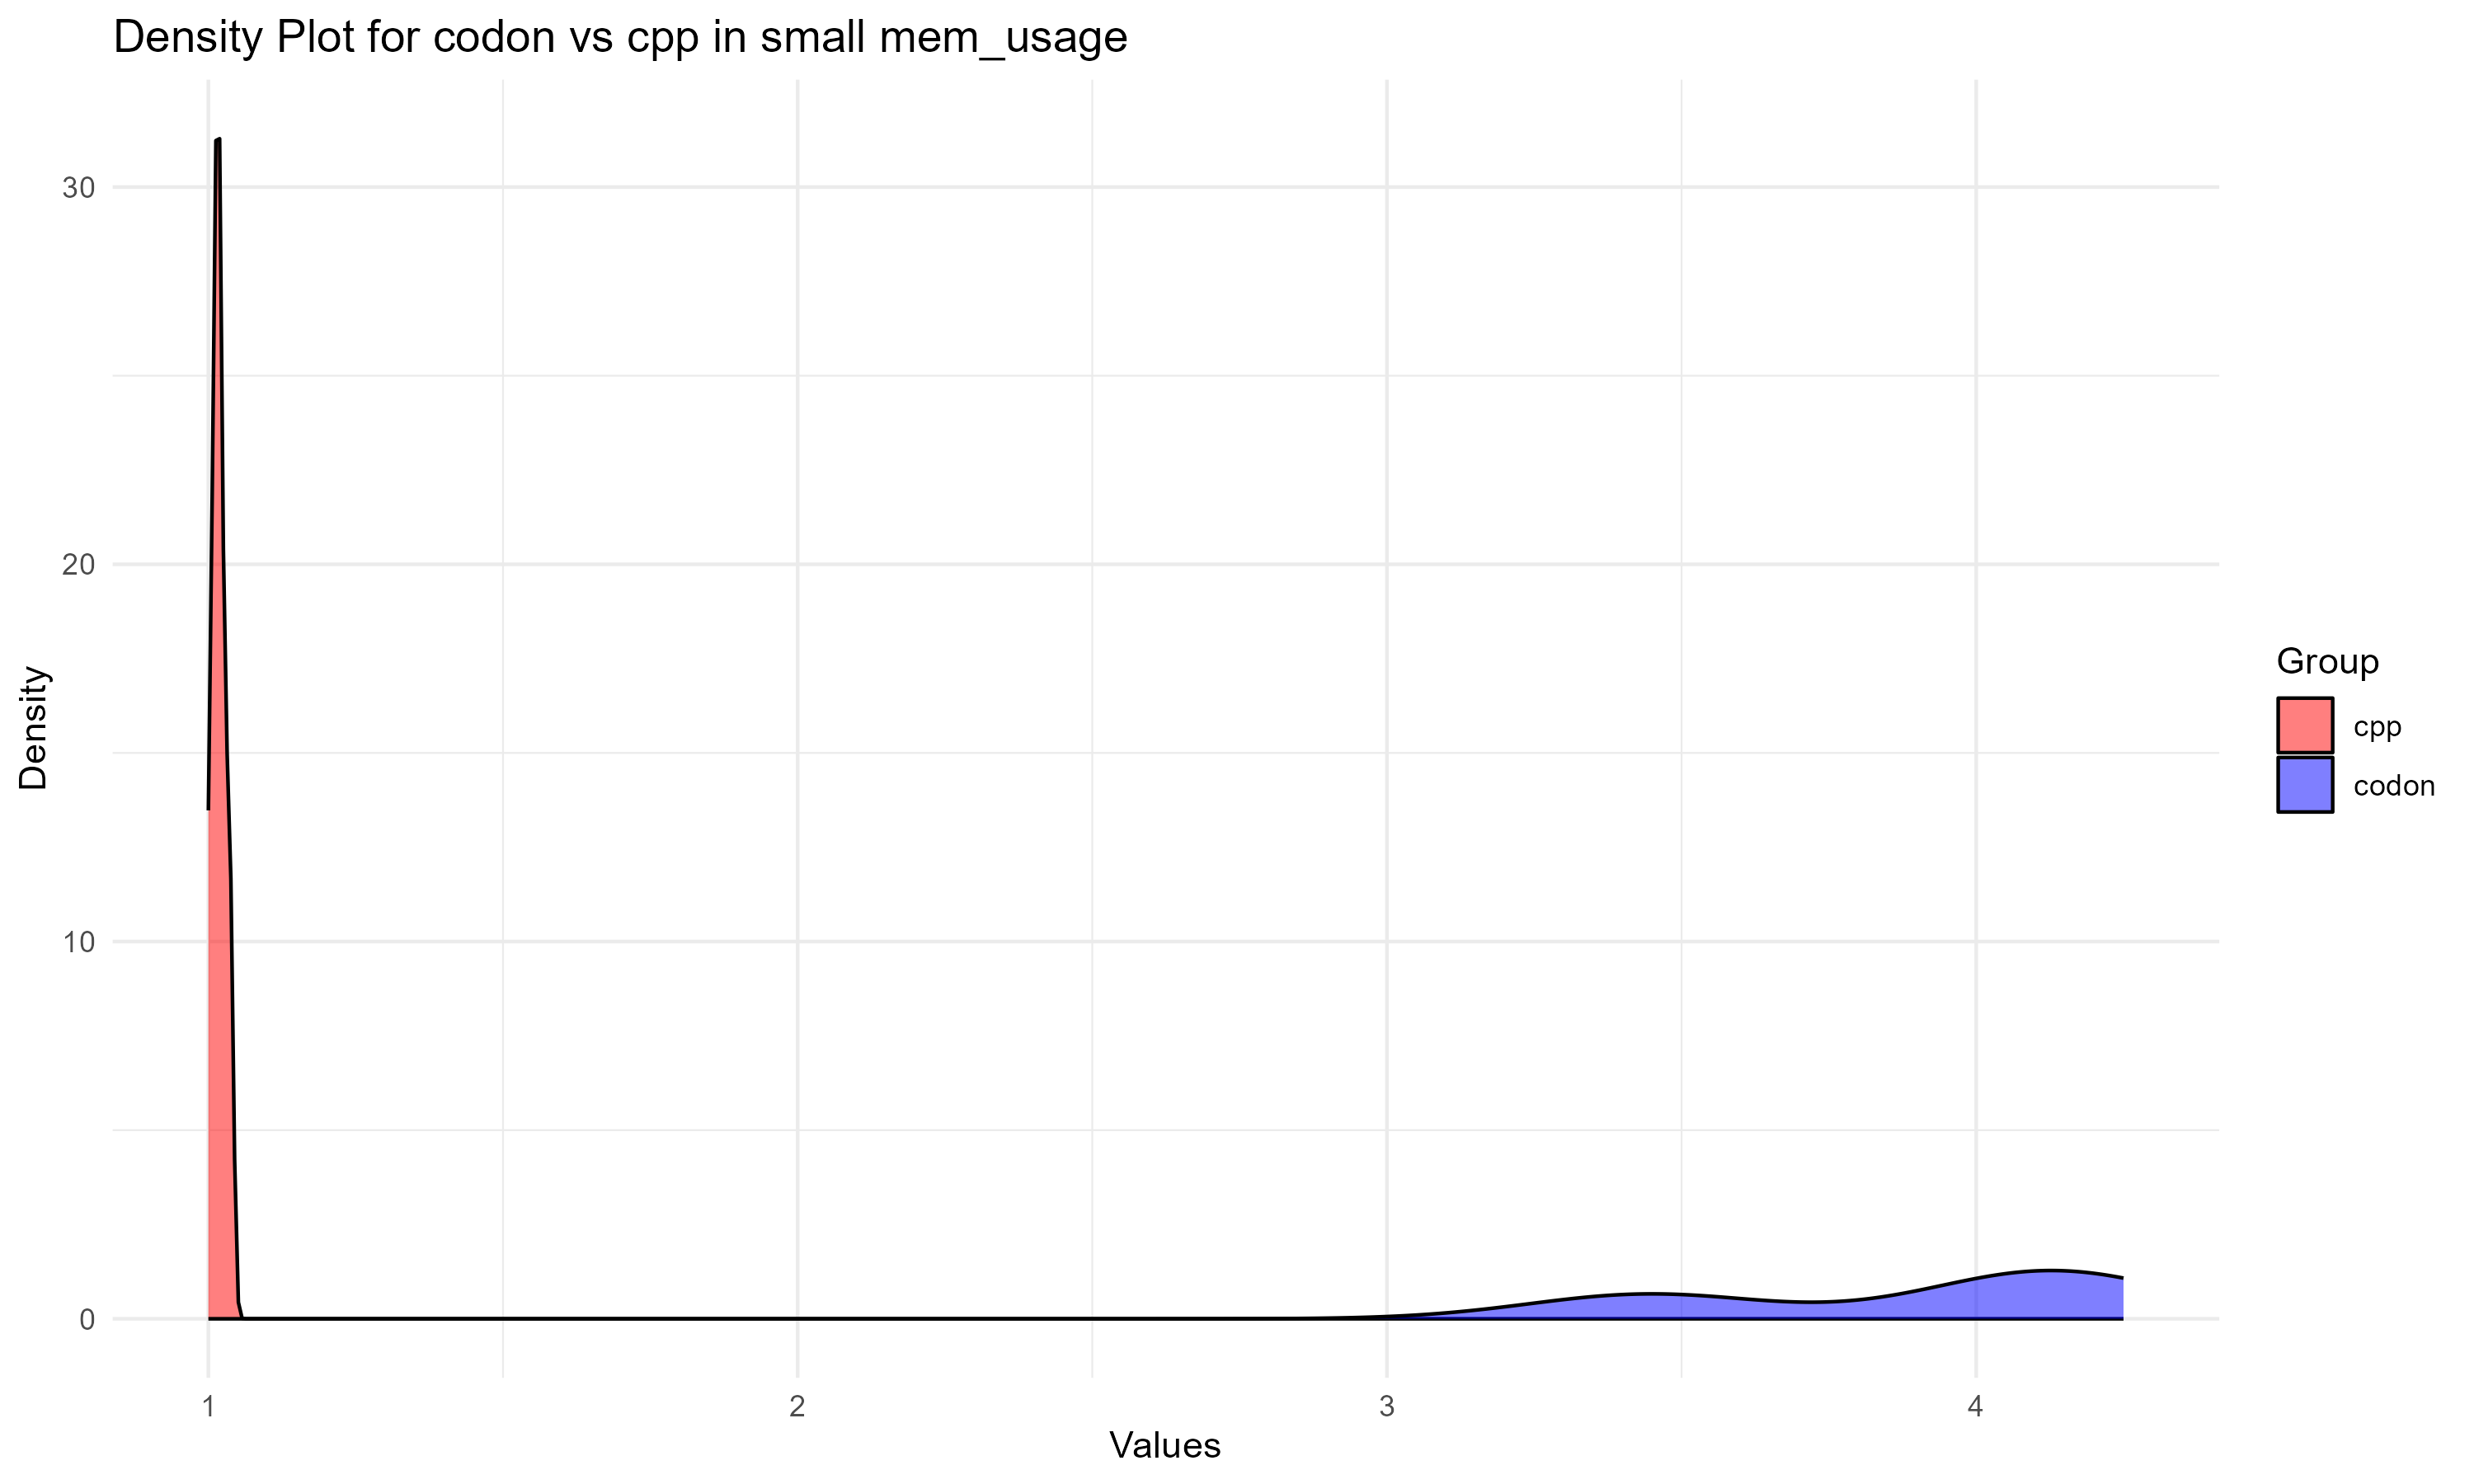 Density Plot for codon vs cpp in small mem_usage
30
20
10
0
Density
1 2 3 4
Values
Group
cpp
codon